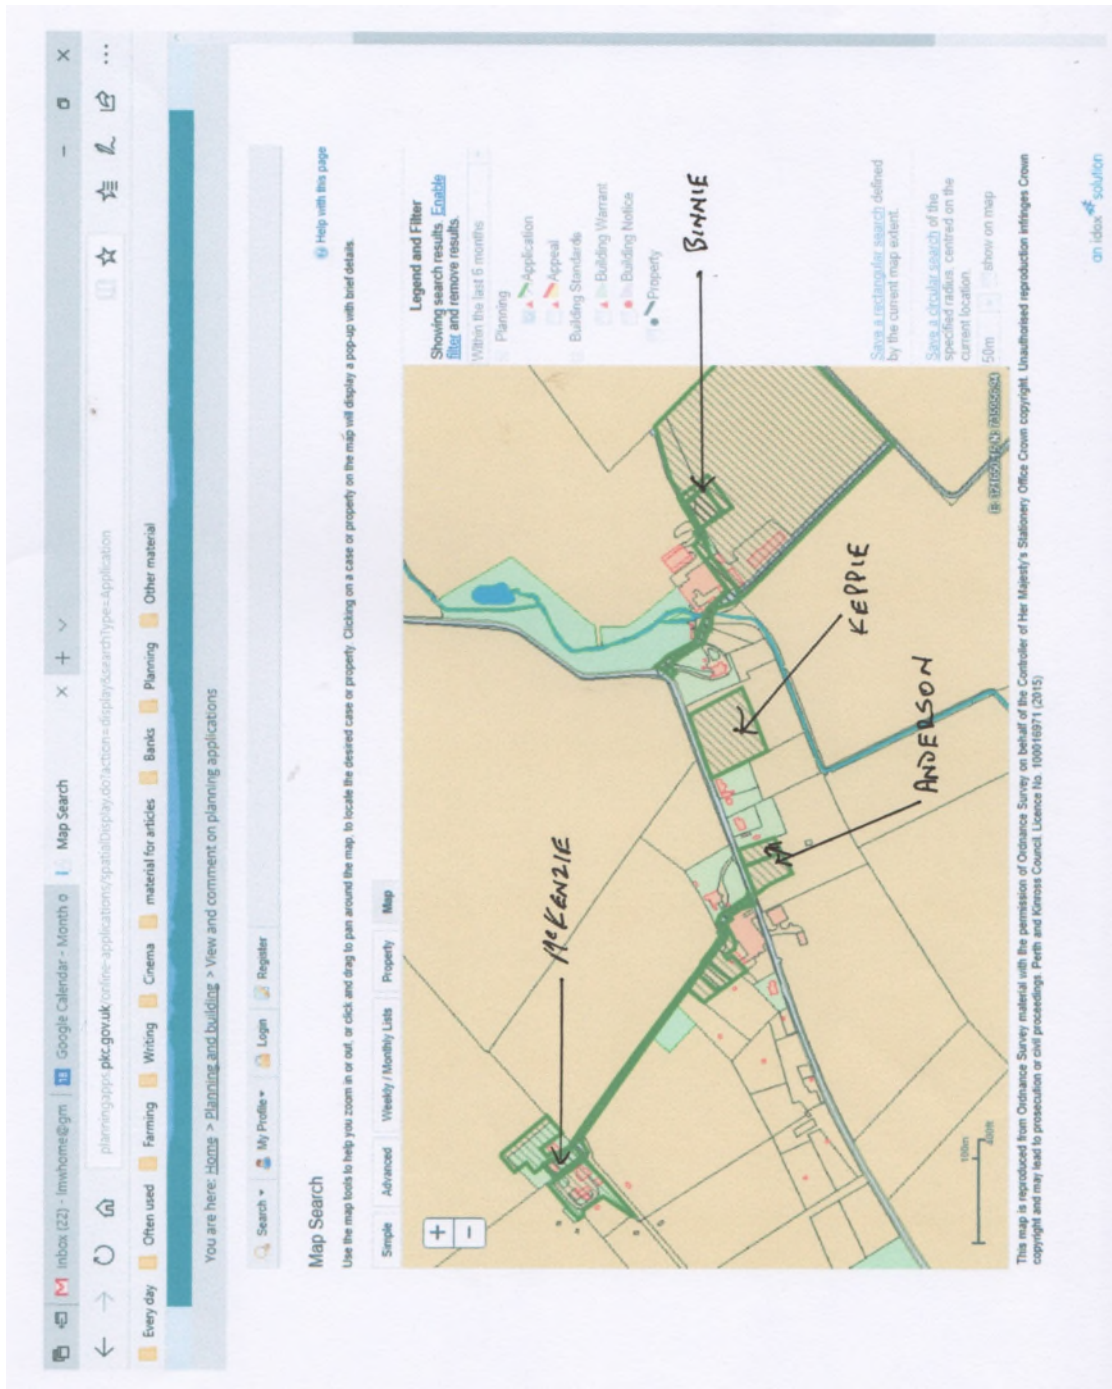 Inbox (22) - lmwhome@gm
Google Calendar - Month o
Map Search
planningapps.pkc.gov.uk/online-applications/spatialDisplay.do?action=display&searchType=Application
Every day
Often used
Farming
Writing
Cinema
material for articles
Banks
Planning
Other material
You are here: Home > Planning and building > View and comment on planning applications
Search
My Profile
Login
Register
Map Search
Help with this page
Use the map tools to help you zoom in or out, or click and drag to pan around the map, to locate the desired case or property. Clicking on a case or property on the map will display a pop-up with brief details.
Simple
Advanced
Weekly / Monthly Lists
Property
Map
+
−
McKENZIE
ANDERSON
KEPPIE
BINNIE
100m
400ft
Legend and Filter
Showing search results. Enable
filter and remove results.
Within the last 6 months
Planning
Application
Appeal
Building Standards
Building Warrant
Building Notice
Property
Save a rectangular search defined
by the current map extent.
Save a circular search of the
specified radius, centred on the
current location.
50m
show on map
This map is reproduced from Ordnance Survey material with the permission of Ordnance Survey on behalf of the Controller of Her Majesty's Stationery Office Crown copyright. Unauthorised reproduction infringes Crown
copyright and may lead to prosecution or civil proceedings. Perth and Kinross Council. Licence No. 100016971 (2015)
an idox solution